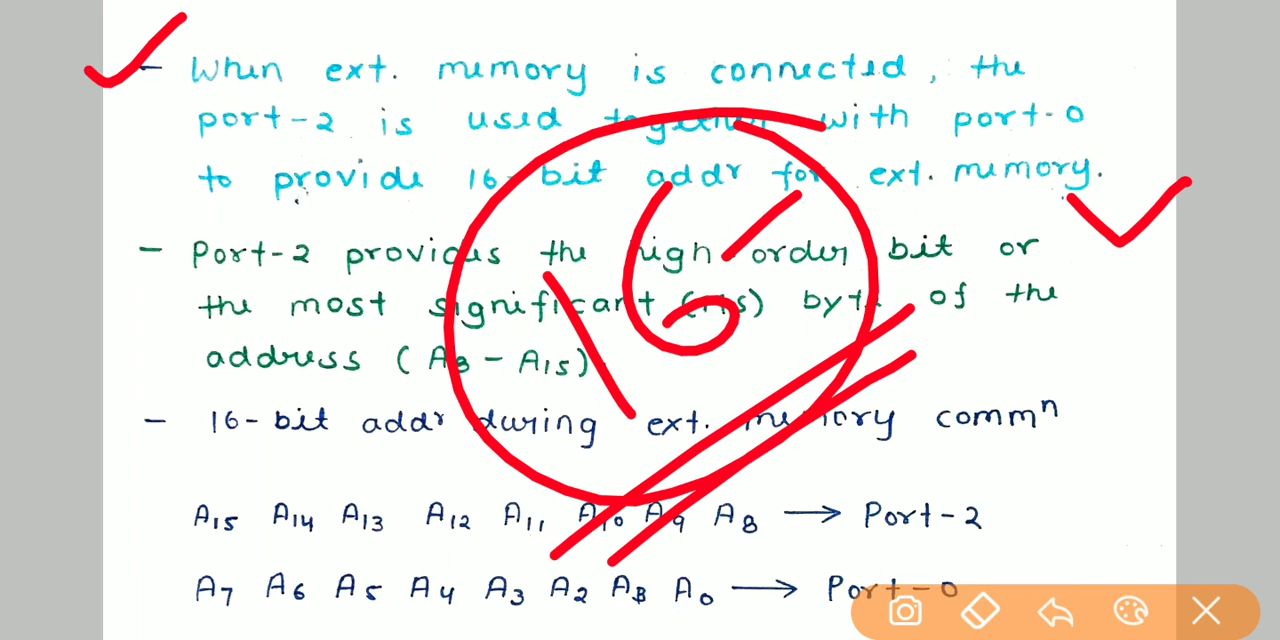 - When ext. memory is connected, the
port-2 is used together with port-0
to provide 16-bit addr for ext. memory.
- Port-2 provides the high order bit or
the most significant (ms) byte of the
address (A8 - A15)
- 16-bit addr during ext. memory commn
16
A15 A14 A13 A12 A11 A10 A9 A8 → Port-2
A7 A6 A5 A4 A3 A2 AB A0 → Port-0